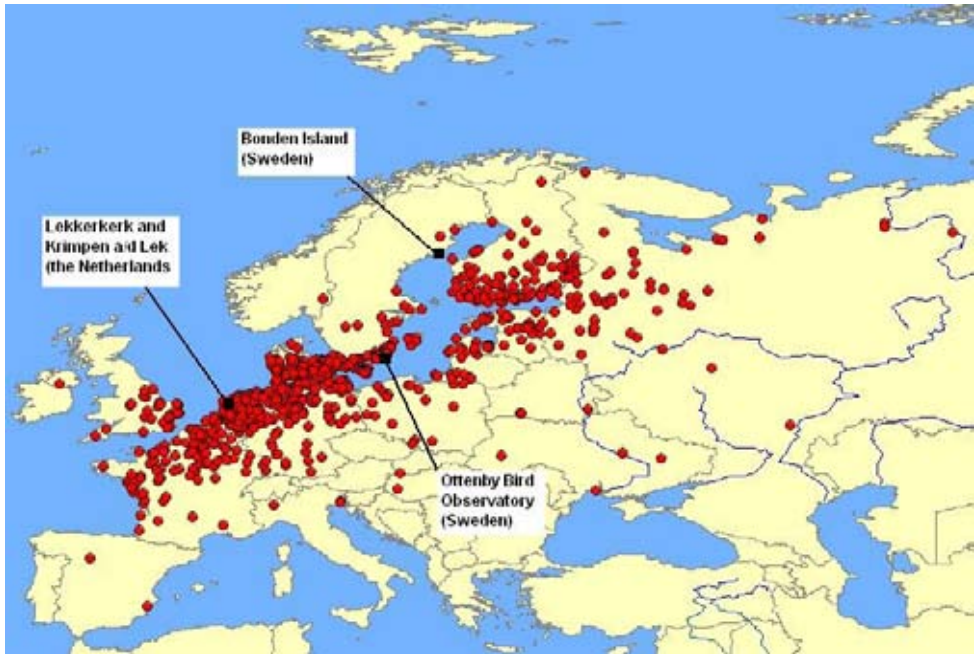 Bonden Island
(Sweden)
Lekkerkerk and
Krimpen a/d Lek
(the Netherlands
Ottenby Bird
Observatory
(Sweden)